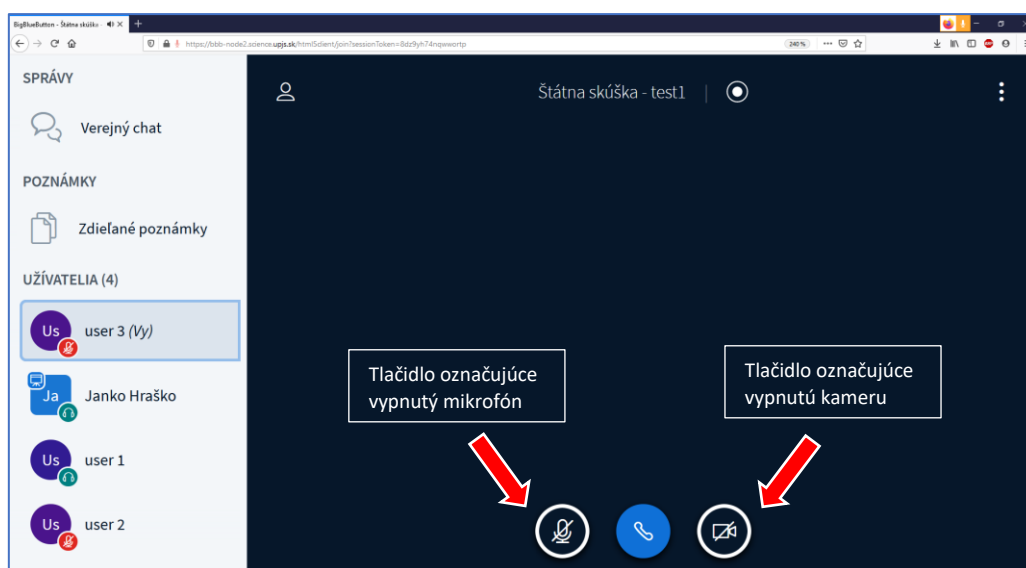 BigBlueButton - Štátna skúška -
https://bbb-node2.science.upjs.sk/html5client/join?sessionToken=8dz9yh74nqwwortp
240 %
SPRÁVY
Verejný chat
POZNÁMKY
Zdieľané poznámky
UŽÍVATELIA (4)
Us
user 3 (Vy)
Ja
Janko Hraško
Us
user 1
Us
user 2
Štátna skúška - test1
Tlačidlo označujúce
vypnutý mikrofón
Tlačidlo označujúce
vypnutú kameru